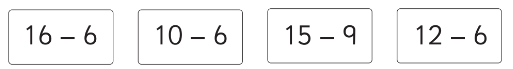 16 – 6 10 – 6 15 – 9 12 – 6